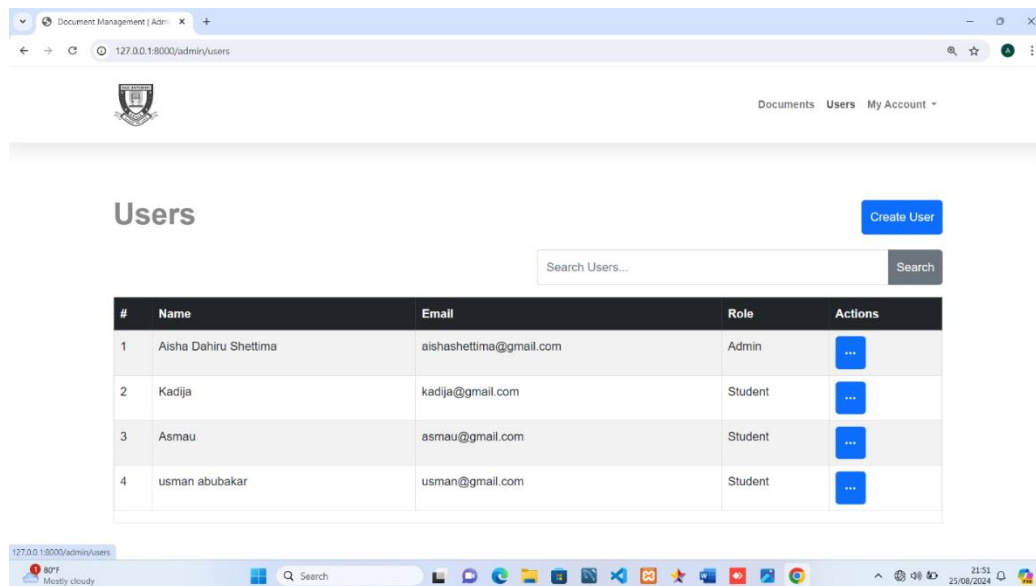 Document Management | Adm
127.0.0.1:8000/admin/users
A
Documents Users My Account
Users
Create User
Search Users...
Search
# Name Email Role Actions
1 Aisha Dahiru Shettima aishashettima@gmail.com Admin ...
2 Kadija kadija@gmail.com Student ...
3 Asmau asmau@gmail.com Student ...
4 usman abubakar usman@gmail.com Student ...
127.0.0.1:8000/admin/users
1
80°F
Mostly cloudy
Search
21:51
25/08/2024